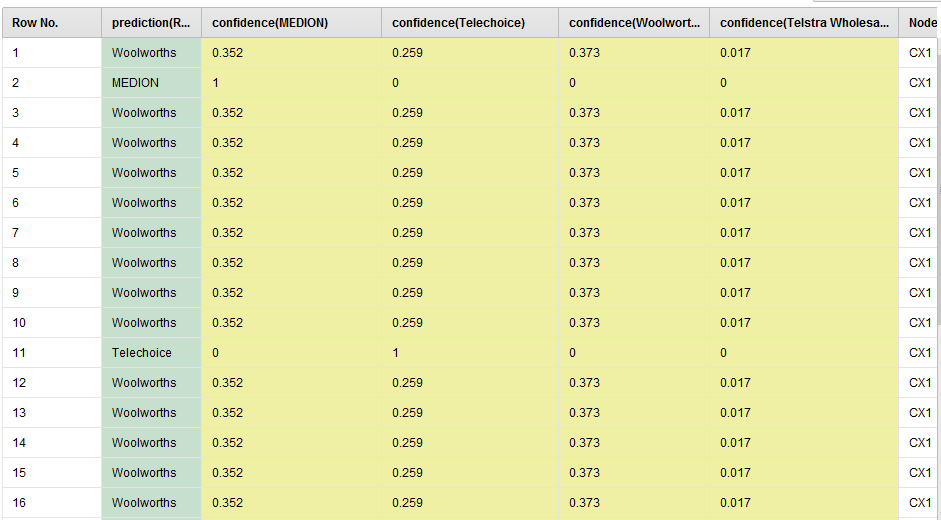 Row No. prediction(R... confidence(MEDION) confidence(Telechoice) confidence(Woolwort... confidence(Telstra Wholesa... Node
1 Woolworths 0.352 0.259 0.373 0.017 CX1
2 MEDION 1 0 0 0 CX1
3 Woolworths 0.352 0.259 0.373 0.017 CX1
4 Woolworths 0.352 0.259 0.373 0.017 CX1
5 Woolworths 0.352 0.259 0.373 0.017 CX1
6 Woolworths 0.352 0.259 0.373 0.017 CX1
7 Woolworths 0.352 0.259 0.373 0.017 CX1
8 Woolworths 0.352 0.259 0.373 0.017 CX1
9 Woolworths 0.352 0.259 0.373 0.017 CX1
10 Woolworths 0.352 0.259 0.373 0.017 CX1
11 Telechoice 0 1 0 0 CX1
12 Woolworths 0.352 0.259 0.373 0.017 CX1
13 Woolworths 0.352 0.259 0.373 0.017 CX1
14 Woolworths 0.352 0.259 0.373 0.017 CX1
15 Woolworths 0.352 0.259 0.373 0.017 CX1
16 Woolworths 0.352 0.259 0.373 0.017 CX1